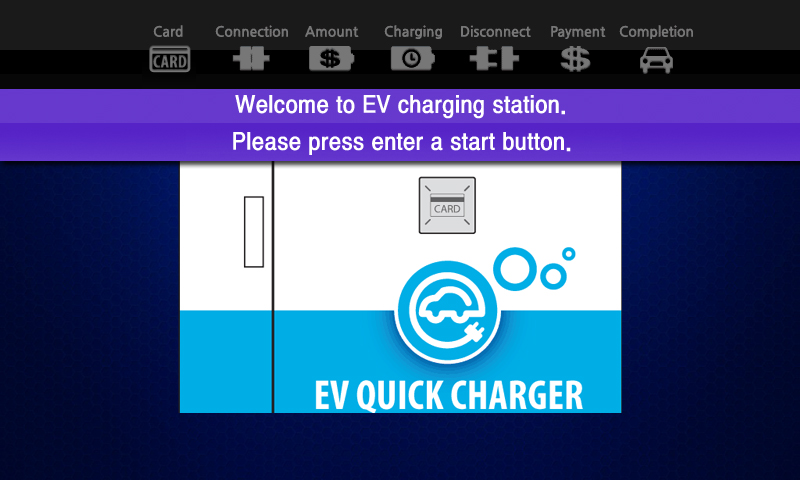 Card Connection Amount Charging Disconnect Payment Completion
CARD
Welcome to EV charging station.
Please press enter a start button.
CARD
EV QUICK CHARGER